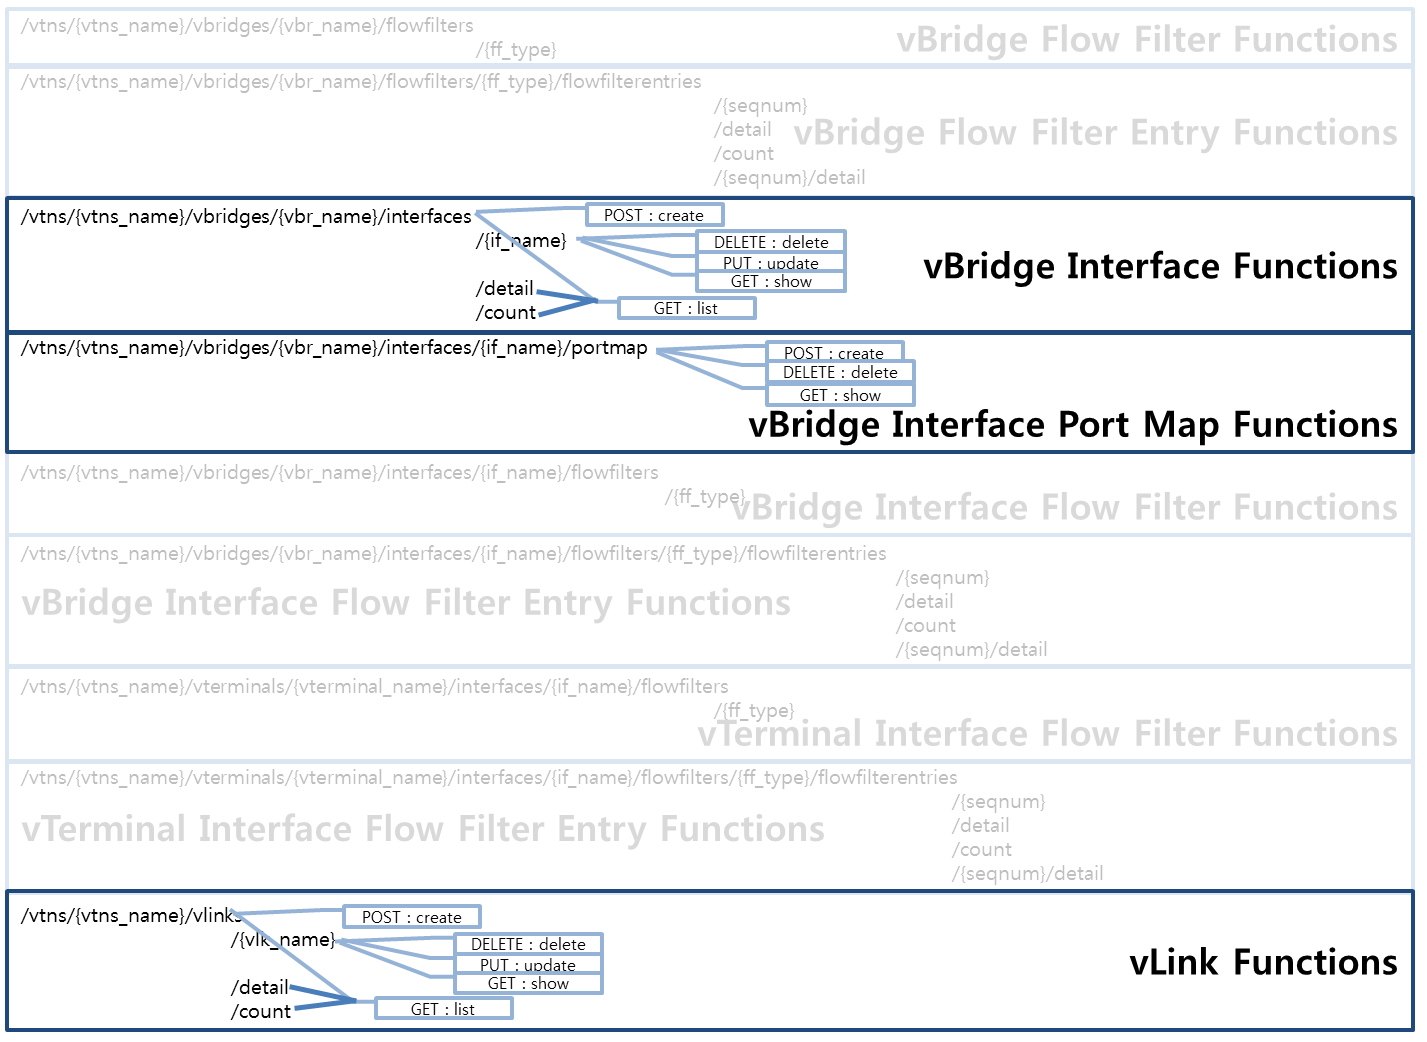 /vtns/{vtns_name}/vbridges/{vbr_name}/flowfilters
/{ff_type}
vBridge Flow Filter Functions
/vtns/{vtns_name}/vbridges/{vbr_name}/flowfilters/{ff_type}/flowfilterentries
/{seqnum}
/detail
/count
/{seqnum}/detail
vBridge Flow Filter Entry Functions
/vtns/{vtns_name}/vbridges/{vbr_name}/interfaces
POST : create
/{if_name}
DELETE : delete
PUT : update
GET : show
/detail
/count
GET : list
vBridge Interface Functions
/vtns/{vtns_name}/vbridges/{vbr_name}/interfaces/{if_name}/portmap
POST : create
DELETE : delete
GET : show
vBridge Interface Port Map Functions
/vtns/{vtns_name}/vbridges/{vbr_name}/interfaces/{if_name}/flowfilters
/{ff_type}
vBridge Interface Flow Filter Functions
/vtns/{vtns_name}/vbridges/{vbr_name}/interfaces/{if_name}/flowfilters/{ff_type}/flowfilterentries
/{seqnum}
/detail
/count
/{seqnum}/detail
vBridge Interface Flow Filter Entry Functions
/vtns/{vtns_name}/vterminals/{vterminal_name}/interfaces/{if_name}/flowfilters
/{ff_type}
vTerminal Interface Flow Filter Functions
/vtns/{vtns_name}/vterminals/{vterminal_name}/interfaces/{if_name}/flowfilters/{ff_type}/flowfilterentries
/{seqnum}
/detail
/count
/{seqnum}/detail
vTerminal Interface Flow Filter Entry Functions
/vtns/{vtns_name}/vlinks
POST : create
/{vlk_name}
DELETE : delete
PUT : update
GET : show
/detail
/count
GET : list
vLink Functions